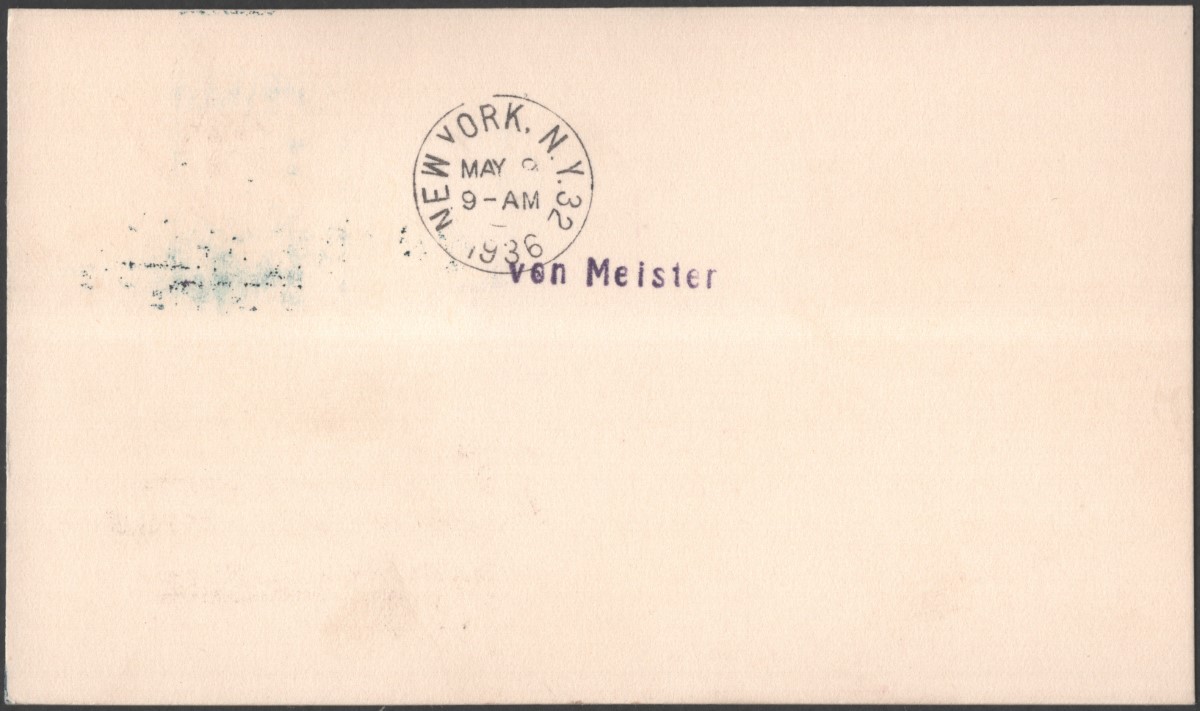 NEW YORK, N.Y. 32
MAY
9-AM
1936
von Meister